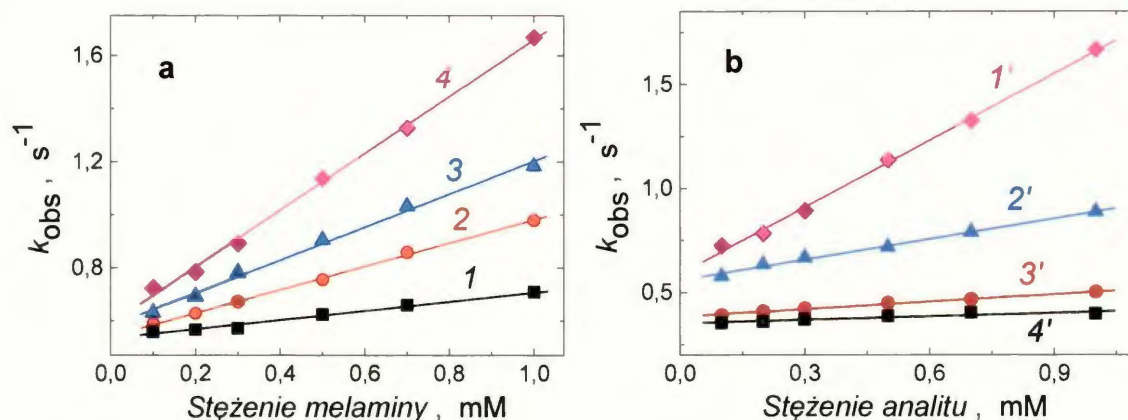 a
k obs , s⁻¹
1,6
1,2
0,8
4
3
2
1
0,0 0,2 0,4 0,6 0,8 1,0
Stężenie melaminy , mM
b
k obs , s⁻¹
1,5
1,0
0,5
1'
2'
3'
4'
0,0 0,3 0,6 0,9
Stężenie analitu , mM